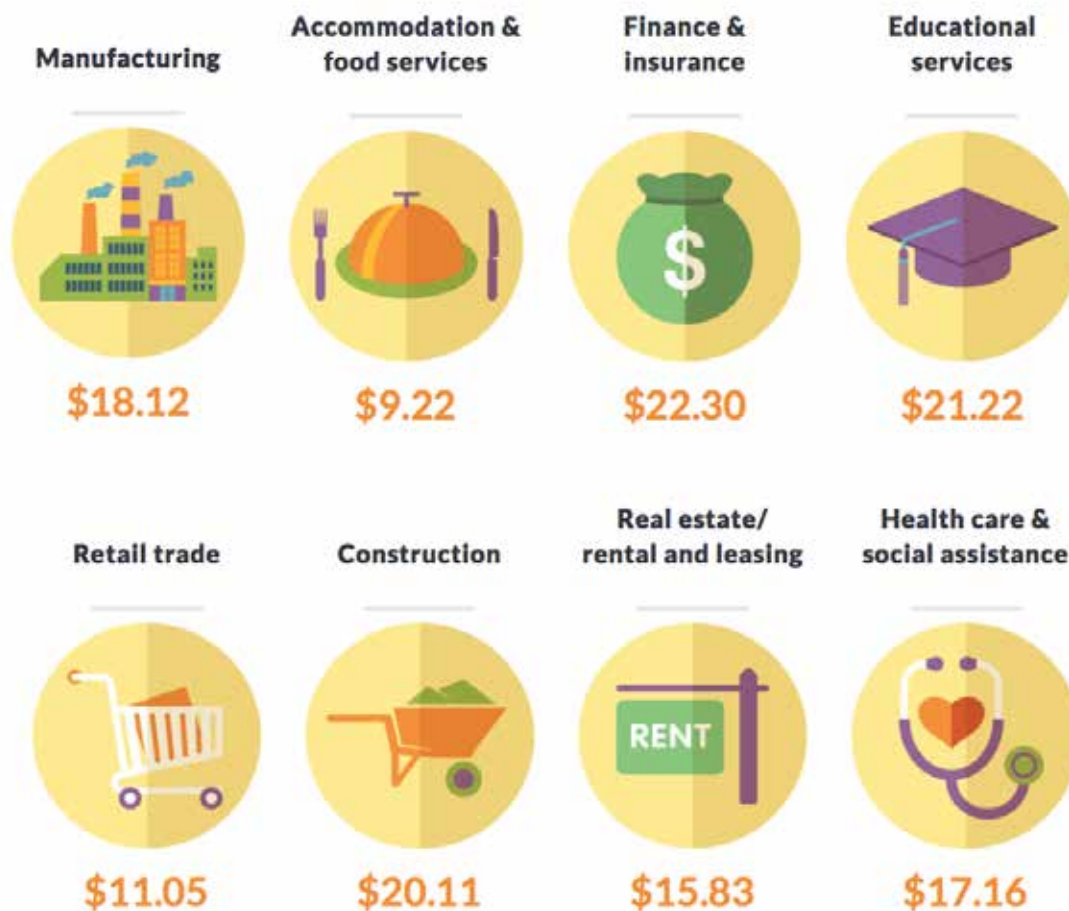 Manufacturing
Accommodation &
food services
Finance &
insurance
Educational
services
$
$18.12
$9.22
$22.30
$21.22
Retail trade
Construction
Real estate/
rental and leasing
Health care &
social assistance
RENT
$11.05
$20.11
$15.83
$17.16